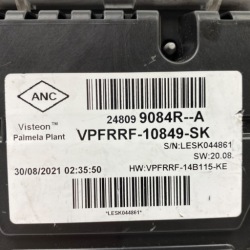 ANC
24809 9084R--A
Visteon™
Palmela Plant
VPFRRF-10849-SK
S/N:LESK044861
SW:20.08.
30/08/2021 02:35:50
HW:VPFRRF-14B115-KE
*LESK044861*